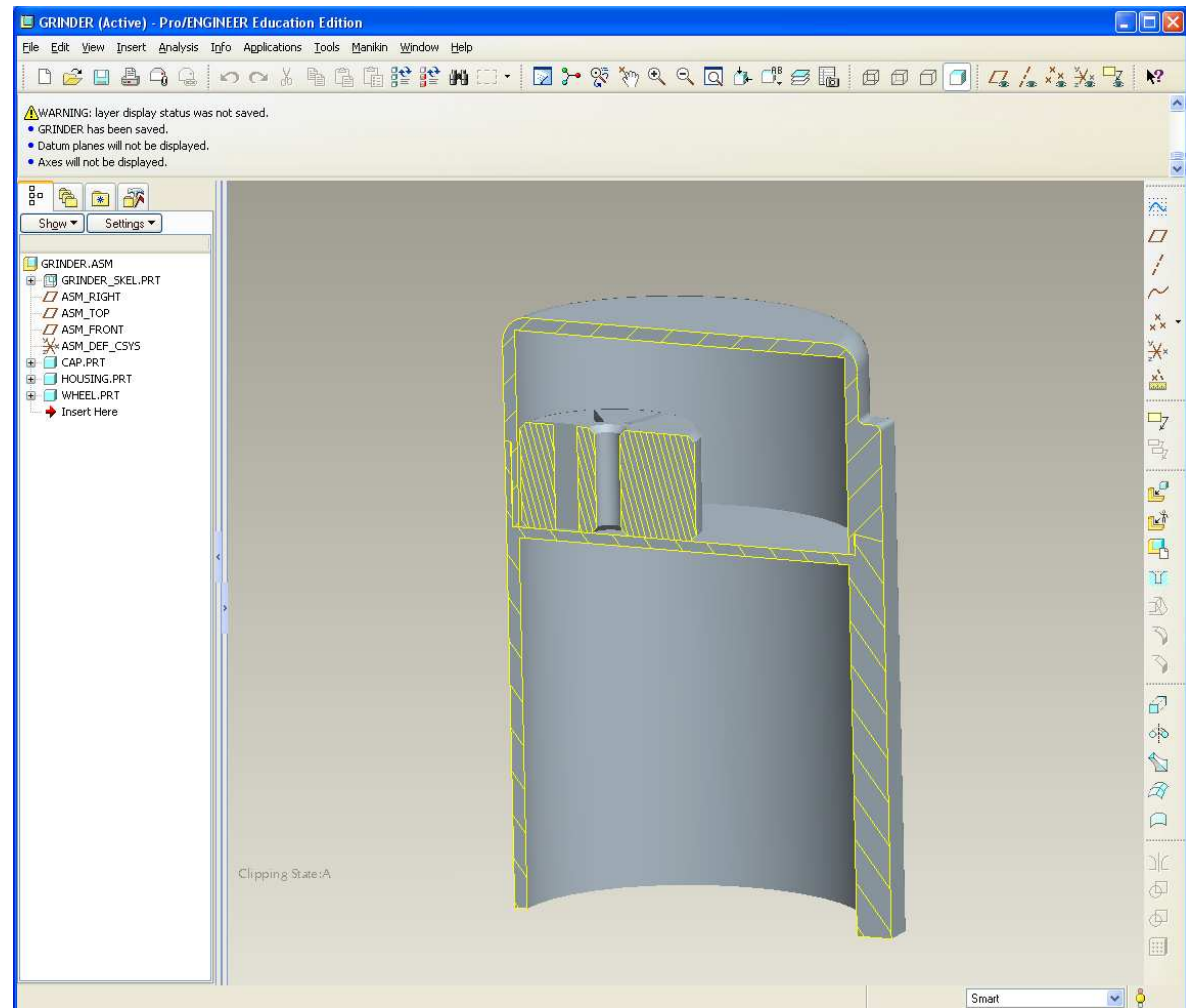 GRINDER (Active) - Pro/ENGINEER Education Edition
File Edit View Insert Analysis Info Applications Tools Manikin Window Help
WARNING: layer display status was not saved.
• GRINDER has been saved.
• Datum planes will not be displayed.
• Axes will not be displayed.
Show Settings
GRINDER.ASM
GRINDER_SKEL.PRT
ASM_RIGHT
ASM_TOP
ASM_FRONT
ASM_DEF_CSYS
CAP.PRT
HOUSING.PRT
WHEEL.PRT
Insert Here
Clipping State:A
Smart